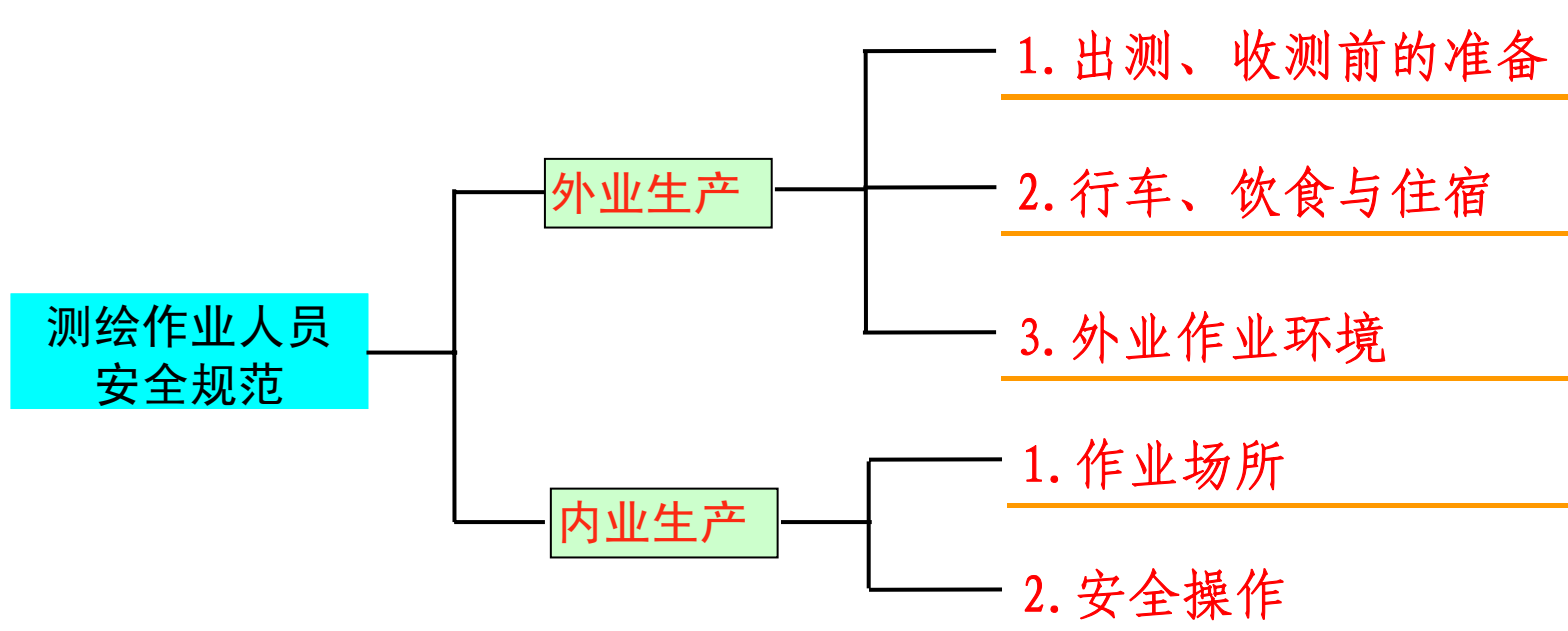 测绘作业人员
安全规范
外业生产
1.出测、收测前的准备
2.行车、饮食与住宿
3.外业作业环境
内业生产
1.作业场所
2.安全操作